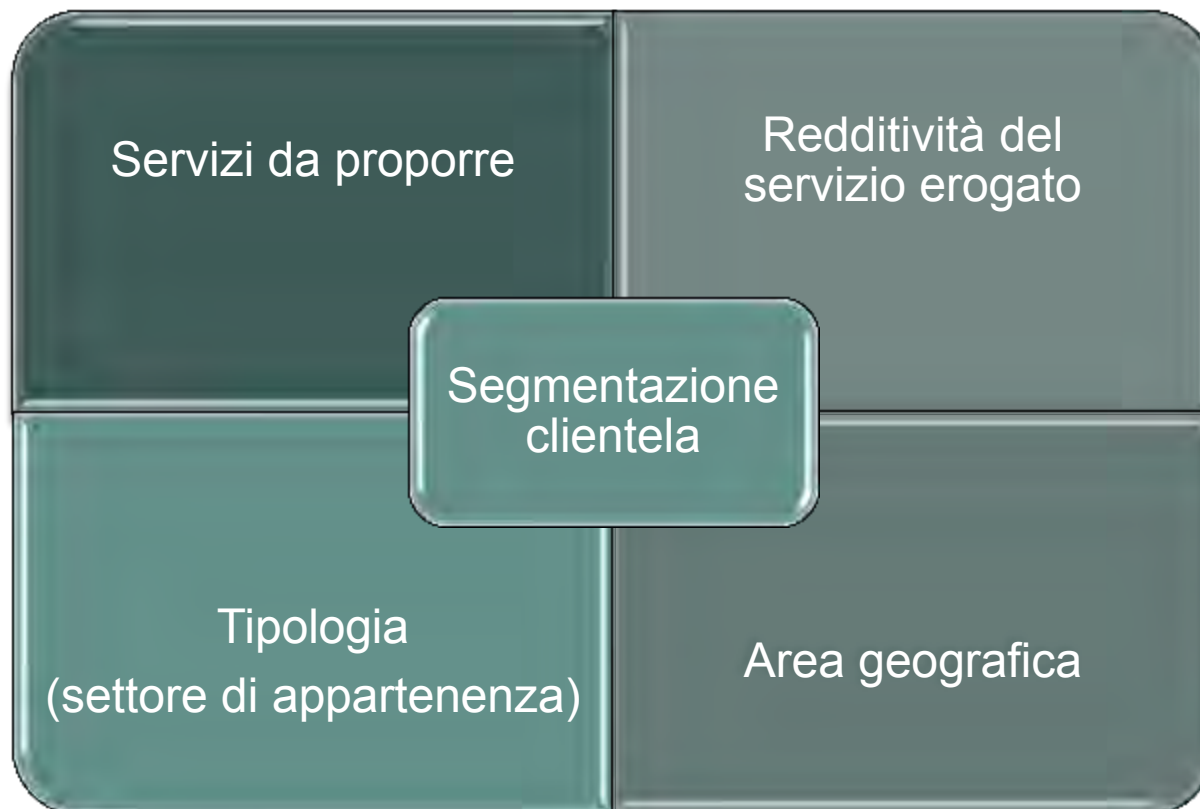 Servizi da proporre
Redditività del
servizio erogato
Segmentazione
clientela
Tipologia
(settore di appartenenza)
Area geografica